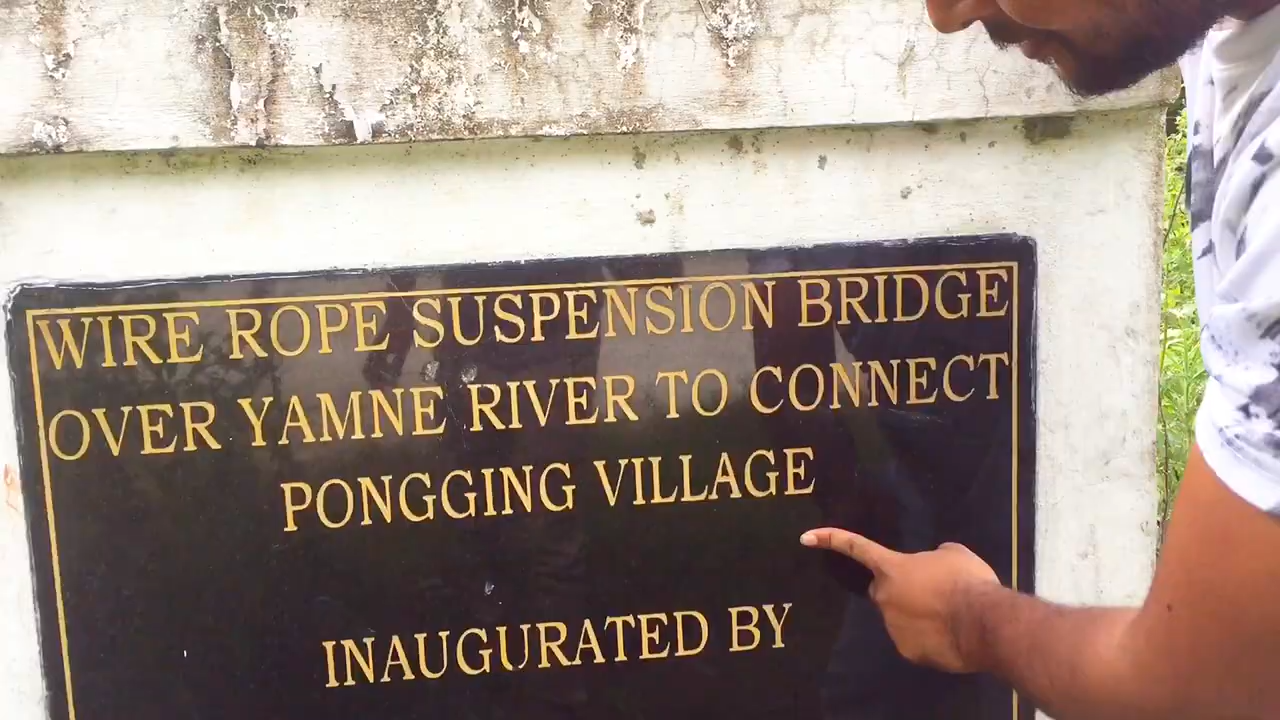 WIRE ROPE SUSPENSION BRIDGE
OVER YAMNE RIVER TO CONNECT
PONGGING VILLAGE
INAUGURATED BY